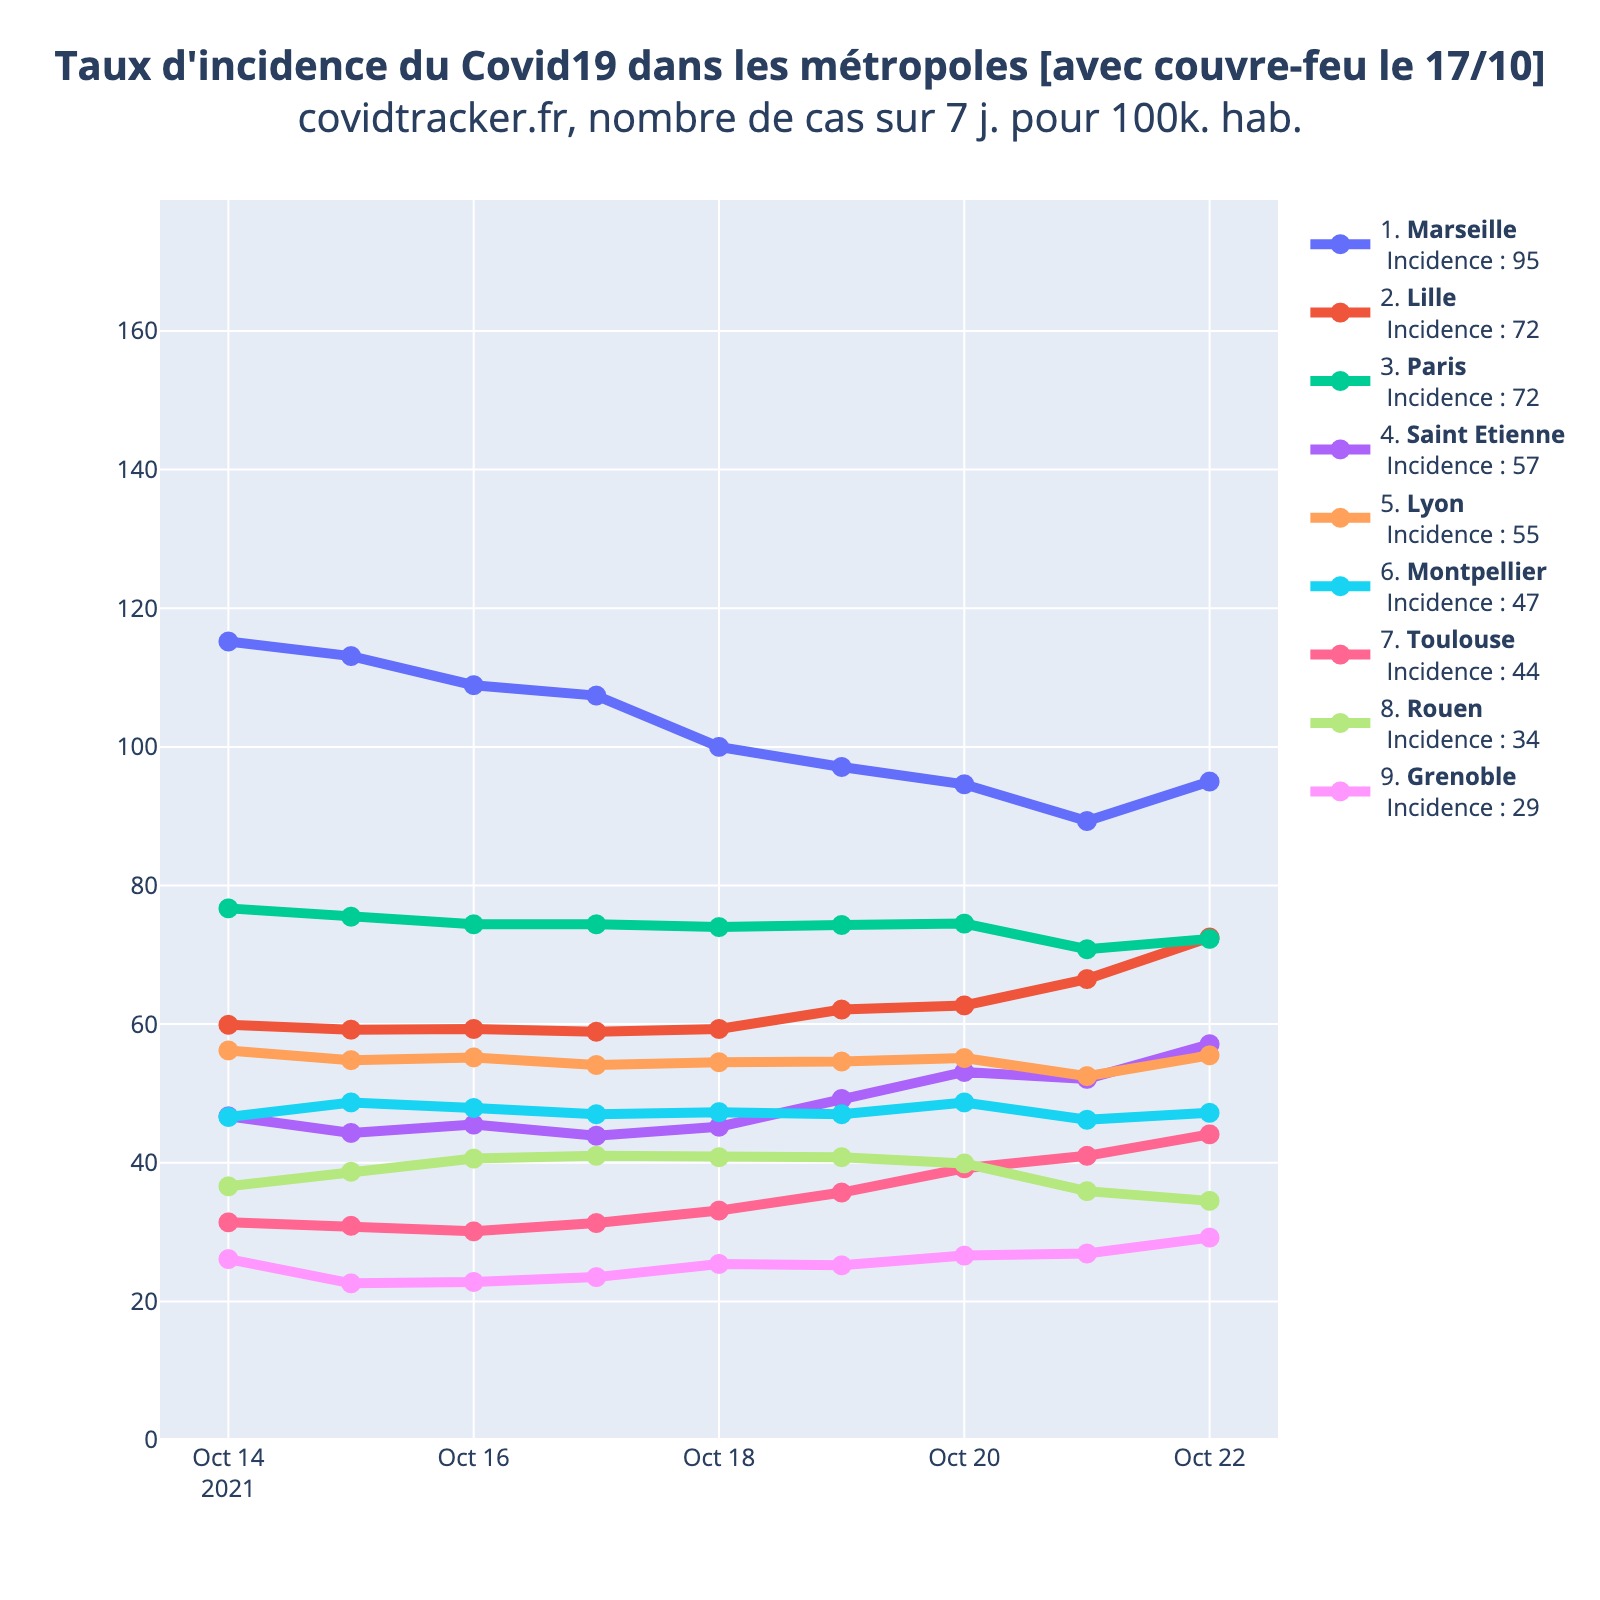 Taux d'incidence du Covid19 dans les métropoles [avec couvre-feu le 17/10]
covidtracker.fr, nombre de cas sur 7 j. pour 100k. hab.
1. Marseille
Incidence : 95
2. Lille
Incidence : 72
3. Paris
Incidence : 72
4. Saint Etienne
Incidence : 57
5. Lyon
Incidence : 55
6. Montpellier
Incidence : 47
7. Toulouse
Incidence : 44
8. Rouen
Incidence : 34
9. Grenoble
Incidence : 29
160
140
120
100
80
60
40
20
0
Oct 14
2021
Oct 16
Oct 18
Oct 20
Oct 22